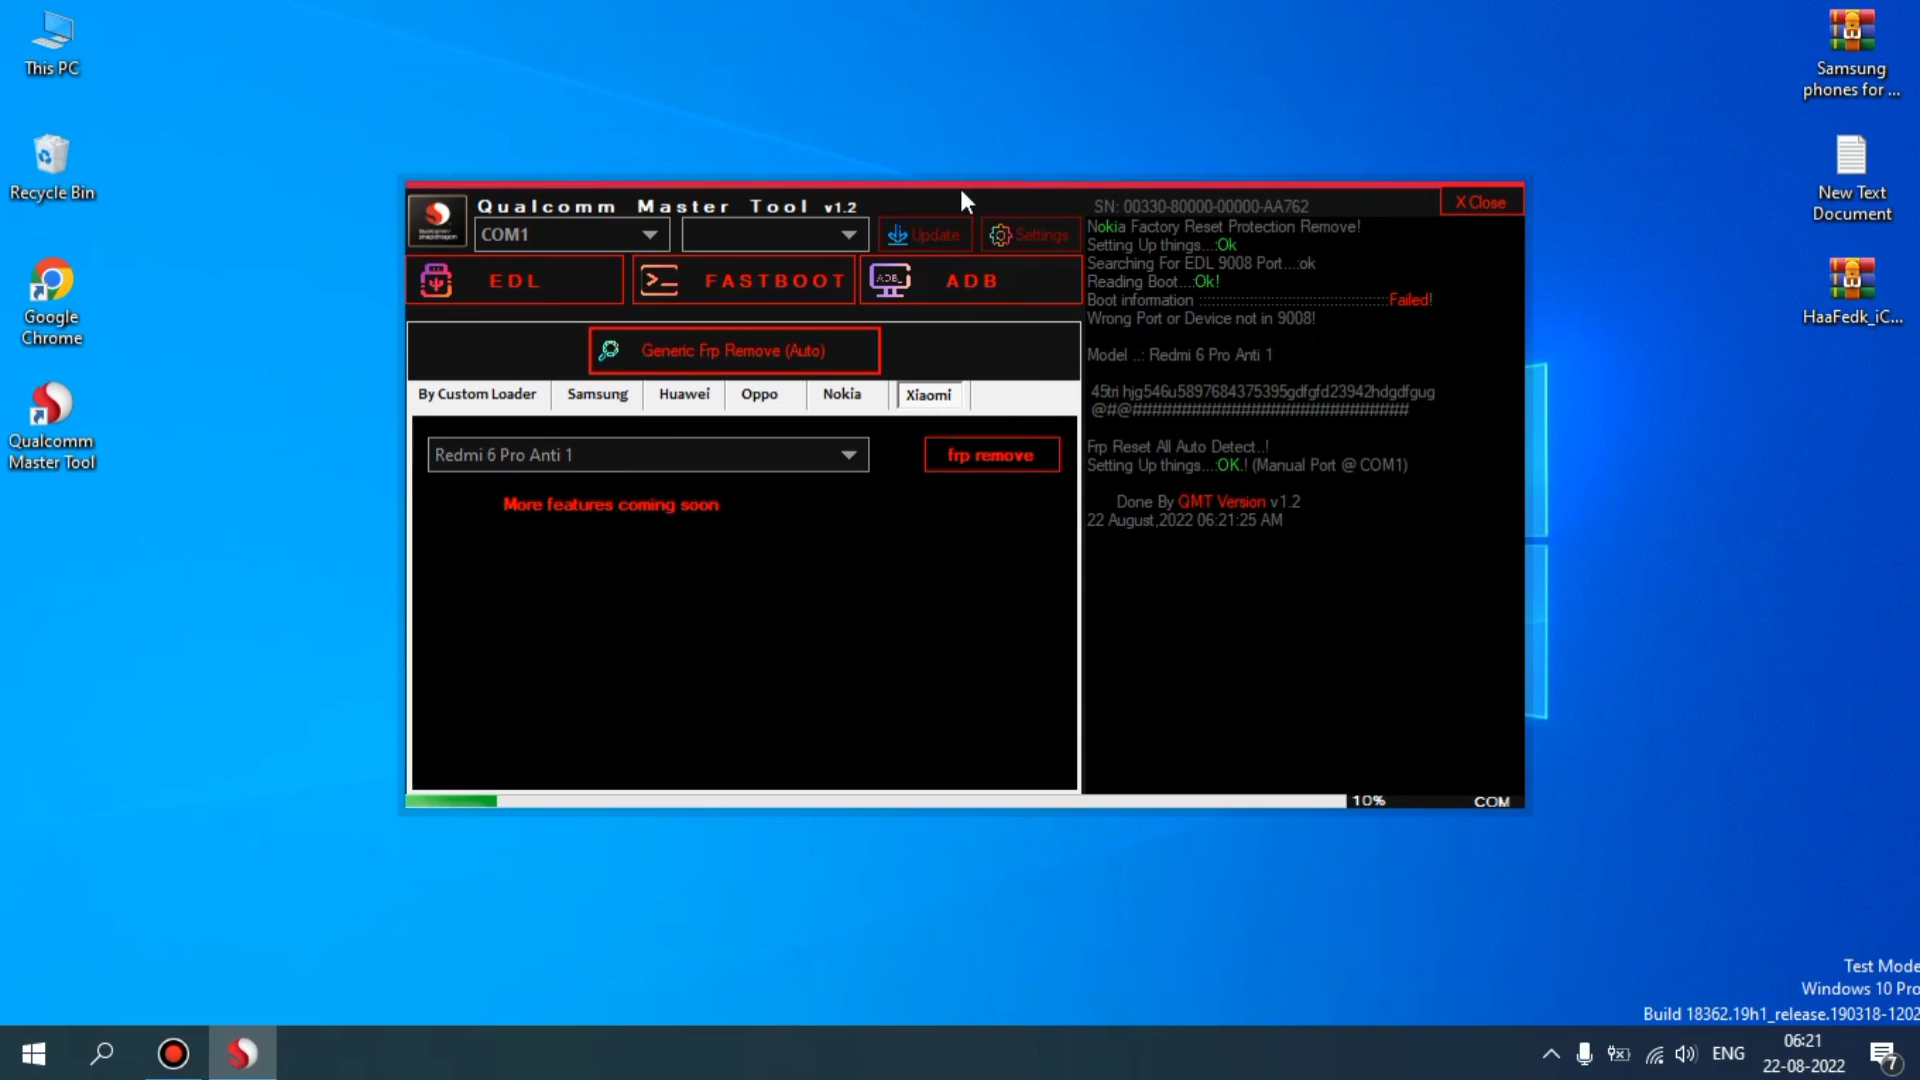 This PC
Recycle Bin
Google
Chrome
Qualcomm
Master Tool
Samsung
phones for ...
New Text
Document
HaaFedk_iC...
Qualcomm Master Tool v1.2
SN: 00330-80000-00000-AA762
X Close
COM1
Update
Settings
EDL
FASTBOOT
ADB_
ADB
Generic Frp Remove (Auto)
By Custom Loader
Samsung
Huawei
Oppo
Nokia
Xiaomi
Redmi 6 Pro Anti 1
frp remove
More features coming soon
Nokia Factory Reset Protection Remove!
Setting Up things...:Ok
Searching For EDL 9008 Port...:ok
Reading Boot...:Ok!
Boot information ::::::::::::::::::::::::::::::::::::::::::::Failed!
Wrong Port or Device not in 9008!
Model ..: Redmi 6 Pro Anti 1
45tri hjg546u5897684375395gdfgfd23942hdgdfgug
@#@##############################
Frp Reset All Auto Detect..!
Setting Up things...:OK.! (Manual Port @ COM1)
Done By QMT Version v1.2
22 August,2022 06:21:25 AM
10%
COM
Test Mode
Windows 10 Pro
Build 18362.19h1_release.190318-1202
ENG
06:21
22-08-2022
7